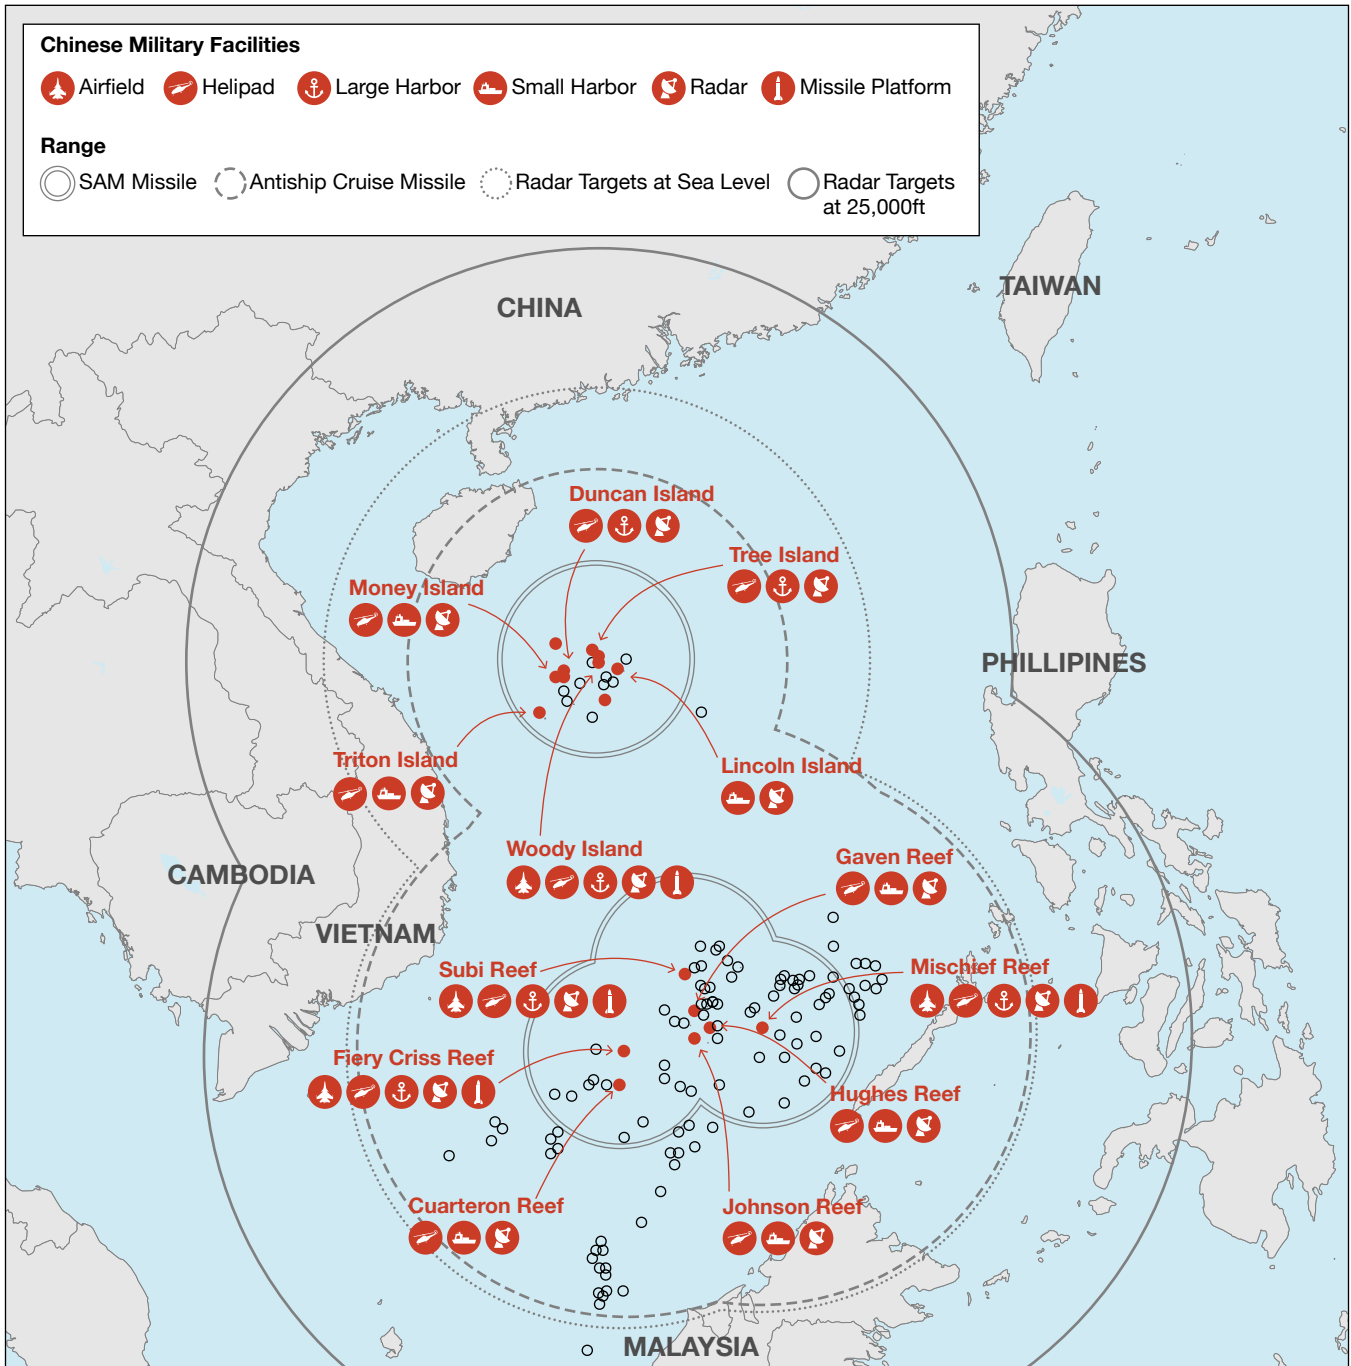 Chinese Military Facilities
Airfield Helipad Large Harbor Small Harbor Radar Missile Platform
Range
SAM Missile Antiship Cruise Missile Radar Targets at Sea Level Radar Targets
at 25,000ft
TAIWAN
CHINA
Duncan Island
Tree Island
Money Island
PHILLIPINES
Triton Island
Lincoln Island
Woody Island
Gaven Reef
CAMBODIA
VIETNAM
Subi Reef
Mischief Reef
Fiery Criss Reef
Hughes Reef
Cuarteron Reef
Johnson Reef
MALAYSIA